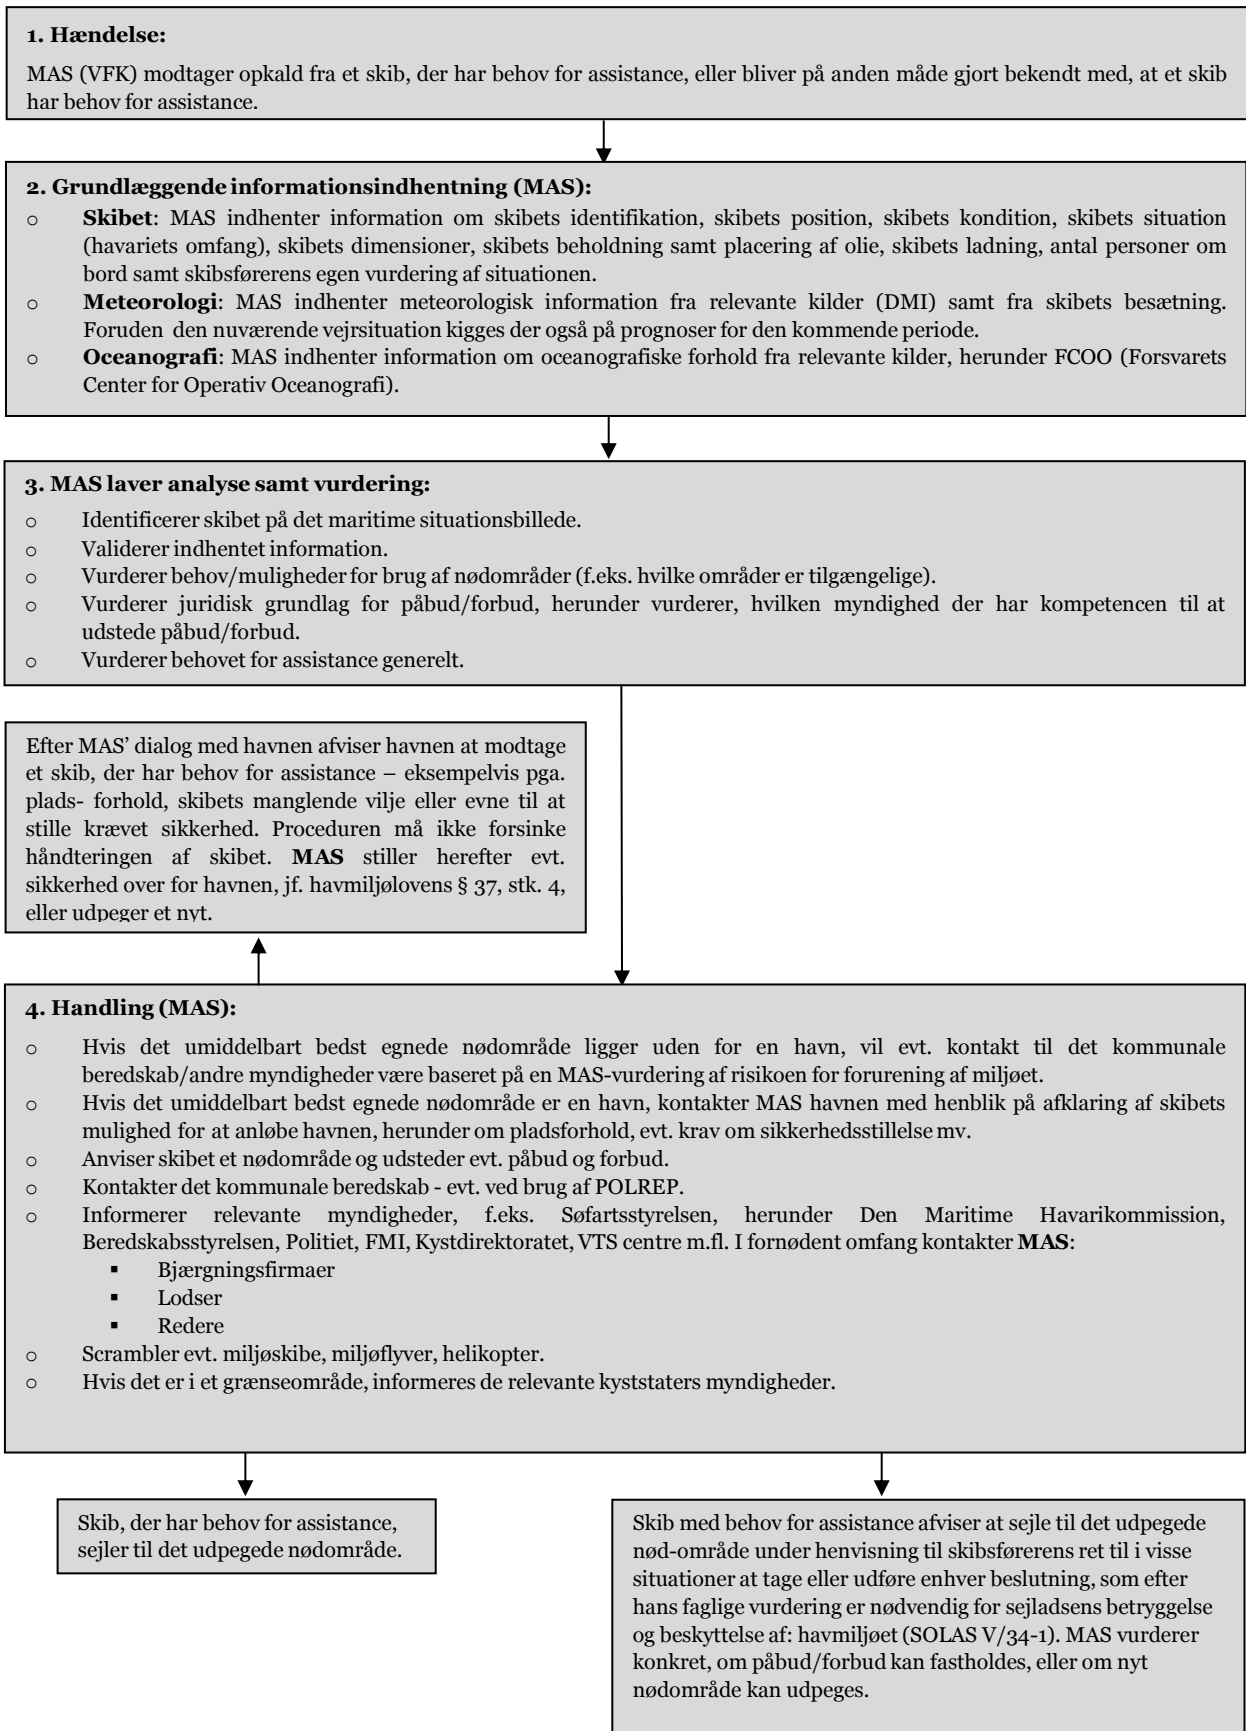 1. Hændelse:
MAS (VFK) modtager opkald fra et skib, der har behov for assistance, eller bliver på anden måde gjort bekendt med, at et skib
har behov for assistance.
2. Grundlæggende informationsindhentning (MAS):
o Skibet: MAS indhenter information om skibets identifikation, skibets position, skibets kondition, skibets situation
(havariets omfang), skibets dimensioner, skibets beholdning samt placering af olie, skibets ladning, antal personer om
bord samt skibsførerens egen vurdering af situationen.
o Meteorologi: MAS indhenter meteorologisk information fra relevante kilder (DMI) samt fra skibets besætning.
Foruden den nuværende vejrsituation kigges der også på prognoser for den kommende periode.
o Oceanografi: MAS indhenter information om oceanografiske forhold fra relevante kilder, herunder FCOO (Forsvarets
Center for Operativ Oceanografi).
3. MAS laver analyse samt vurdering:
o Identificerer skibet på det maritime situationsbillede.
o Validerer indhentet information.
o Vurderer behov/muligheder for brug af nødområder (f.eks. hvilke områder er tilgængelige).
o Vurderer juridisk grundlag for påbud/forbud, herunder vurderer, hvilken myndighed der har kompetencen til at
udstede påbud/forbud.
o Vurderer behovet for assistance generelt.
Efter MAS’ dialog med havnen afviser havnen at modtage
et skib, der har behov for assistance – eksempelvis pga.
plads- forhold, skibets manglende vilje eller evne til at
stille krævet sikkerhed. Proceduren må ikke forsinke
håndteringen af skibet. MAS stiller herefter evt.
sikkerhed over for havnen, jf. havmiljølovens § 37, stk. 4,
eller udpeger et nyt.
4. Handling (MAS):
o Hvis det umiddelbart bedst egnede nødområde ligger uden for en havn, vil evt. kontakt til det kommunale
beredskab/andre myndigheder være baseret på en MAS-vurdering af risikoen for forurening af miljøet.
o Hvis det umiddelbart bedst egnede nødområde er en havn, kontakter MAS havnen med henblik på afklaring af skibets
mulighed for at anløbe havnen, herunder om pladsforhold, evt. krav om sikkerhedsstillelse mv.
o Anviser skibet et nødområde og udsteder evt. påbud og forbud.
o Kontakter det kommunale beredskab - evt. ved brug af POLREP.
o Informerer relevante myndigheder, f.eks. Søfartsstyrelsen, herunder Den Maritime Havarikommission,
Beredskabsstyrelsen, Politiet, FMI, Kystdirektoratet, VTS centre m.fl. I fornødent omfang kontakter MAS:
▪ Bjærgningsfirmaer
▪ Lodser
▪ Redere
o Scrambler evt. miljøskibe, miljøflyver, helikopter.
o Hvis det er i et grænseområde, informeres de relevante kyststaters myndigheder.
Skib, der har behov for assistance,
sejler til det udpegede nødområde.
Skib med behov for assistance afviser at sejle til det udpegede
nød-område under henvisning til skibsførerens ret til i visse
situationer at tage eller udføre enhver beslutning, som efter
hans faglige vurdering er nødvendig for sejladsens betryggelse
og beskyttelse af: havmiljøet (SOLAS V/34-1). MAS vurderer
konkret, om påbud/forbud kan fastholdes, eller om nyt
nødområde kan udpeges.